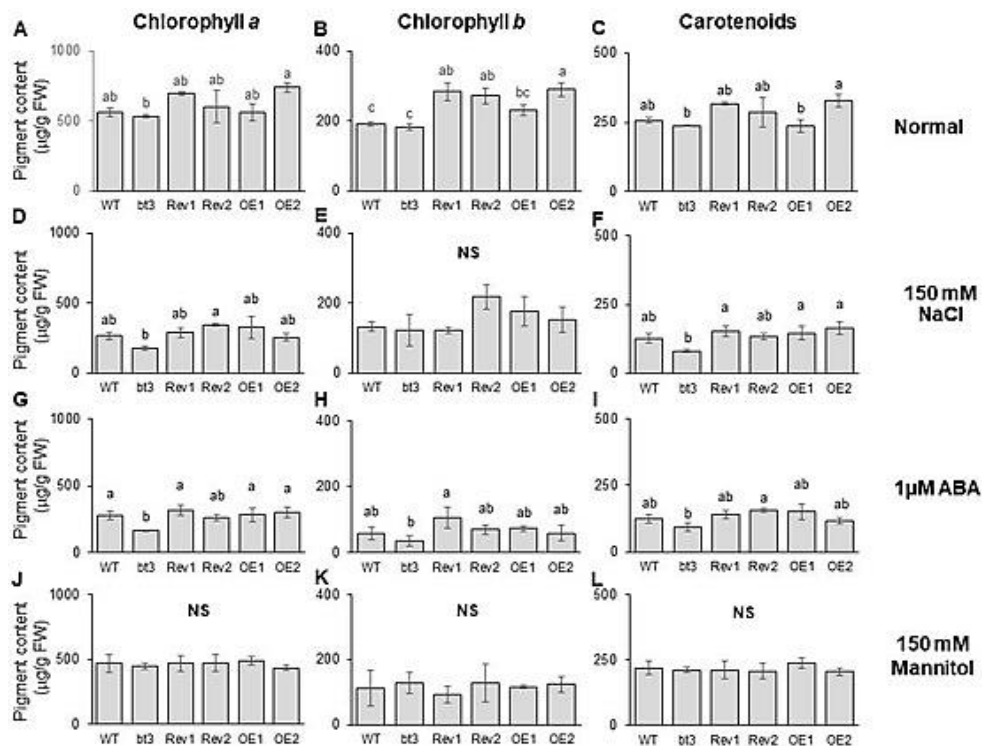 Chlorophyll a
Chlorophyll b
Carotenoids
A
Pigment content
(µg/g FW)
1000
500
0
ab
b
ab
ab
ab
a
WT
bt3
Rev1
Rev2
OE1
OE2
B
400
200
0
c
c
ab
ab
bc
a
WT
bt3
Rev1
Rev2
OE1
OE2
C
500
250
0
ab
b
ab
ab
b
a
WT
bt3
Rev1
Rev2
OE1
OE2
Normal
D
Pigment content
(µg/g FW)
1000
500
0
ab
b
ab
a
ab
ab
WT
bt3
Rev1
Rev2
OE1
OE2
E
400
200
0
NS
WT
bt3
Rev1
Rev2
OE1
OE2
F
500
250
0
ab
b
a
ab
a
a
WT
bt3
Rev1
Rev2
OE1
OE2
150 mM
NaCl
G
Pigment content
(µg/g FW)
1000
500
0
a
b
a
ab
a
a
WT
bt3
Rev1
Rev2
OE1
OE2
H
400
200
0
ab
b
a
ab
ab
ab
WT
bt3
Rev1
Rev2
OE1
OE2
I
500
250
0
ab
b
ab
a
ab
ab
WT
bt3
Rev1
Rev2
OE1
OE2
1µM ABA
J
Pigment content
(µg/g FW)
1000
500
0
NS
WT
bt3
Rev1
Rev2
OE1
OE2
K
400
200
0
NS
WT
bt3
Rev1
Rev2
OE1
OE2
L
500
250
0
NS
WT
bt3
Rev1
Rev2
OE1
OE2
150 mM
Mannitol